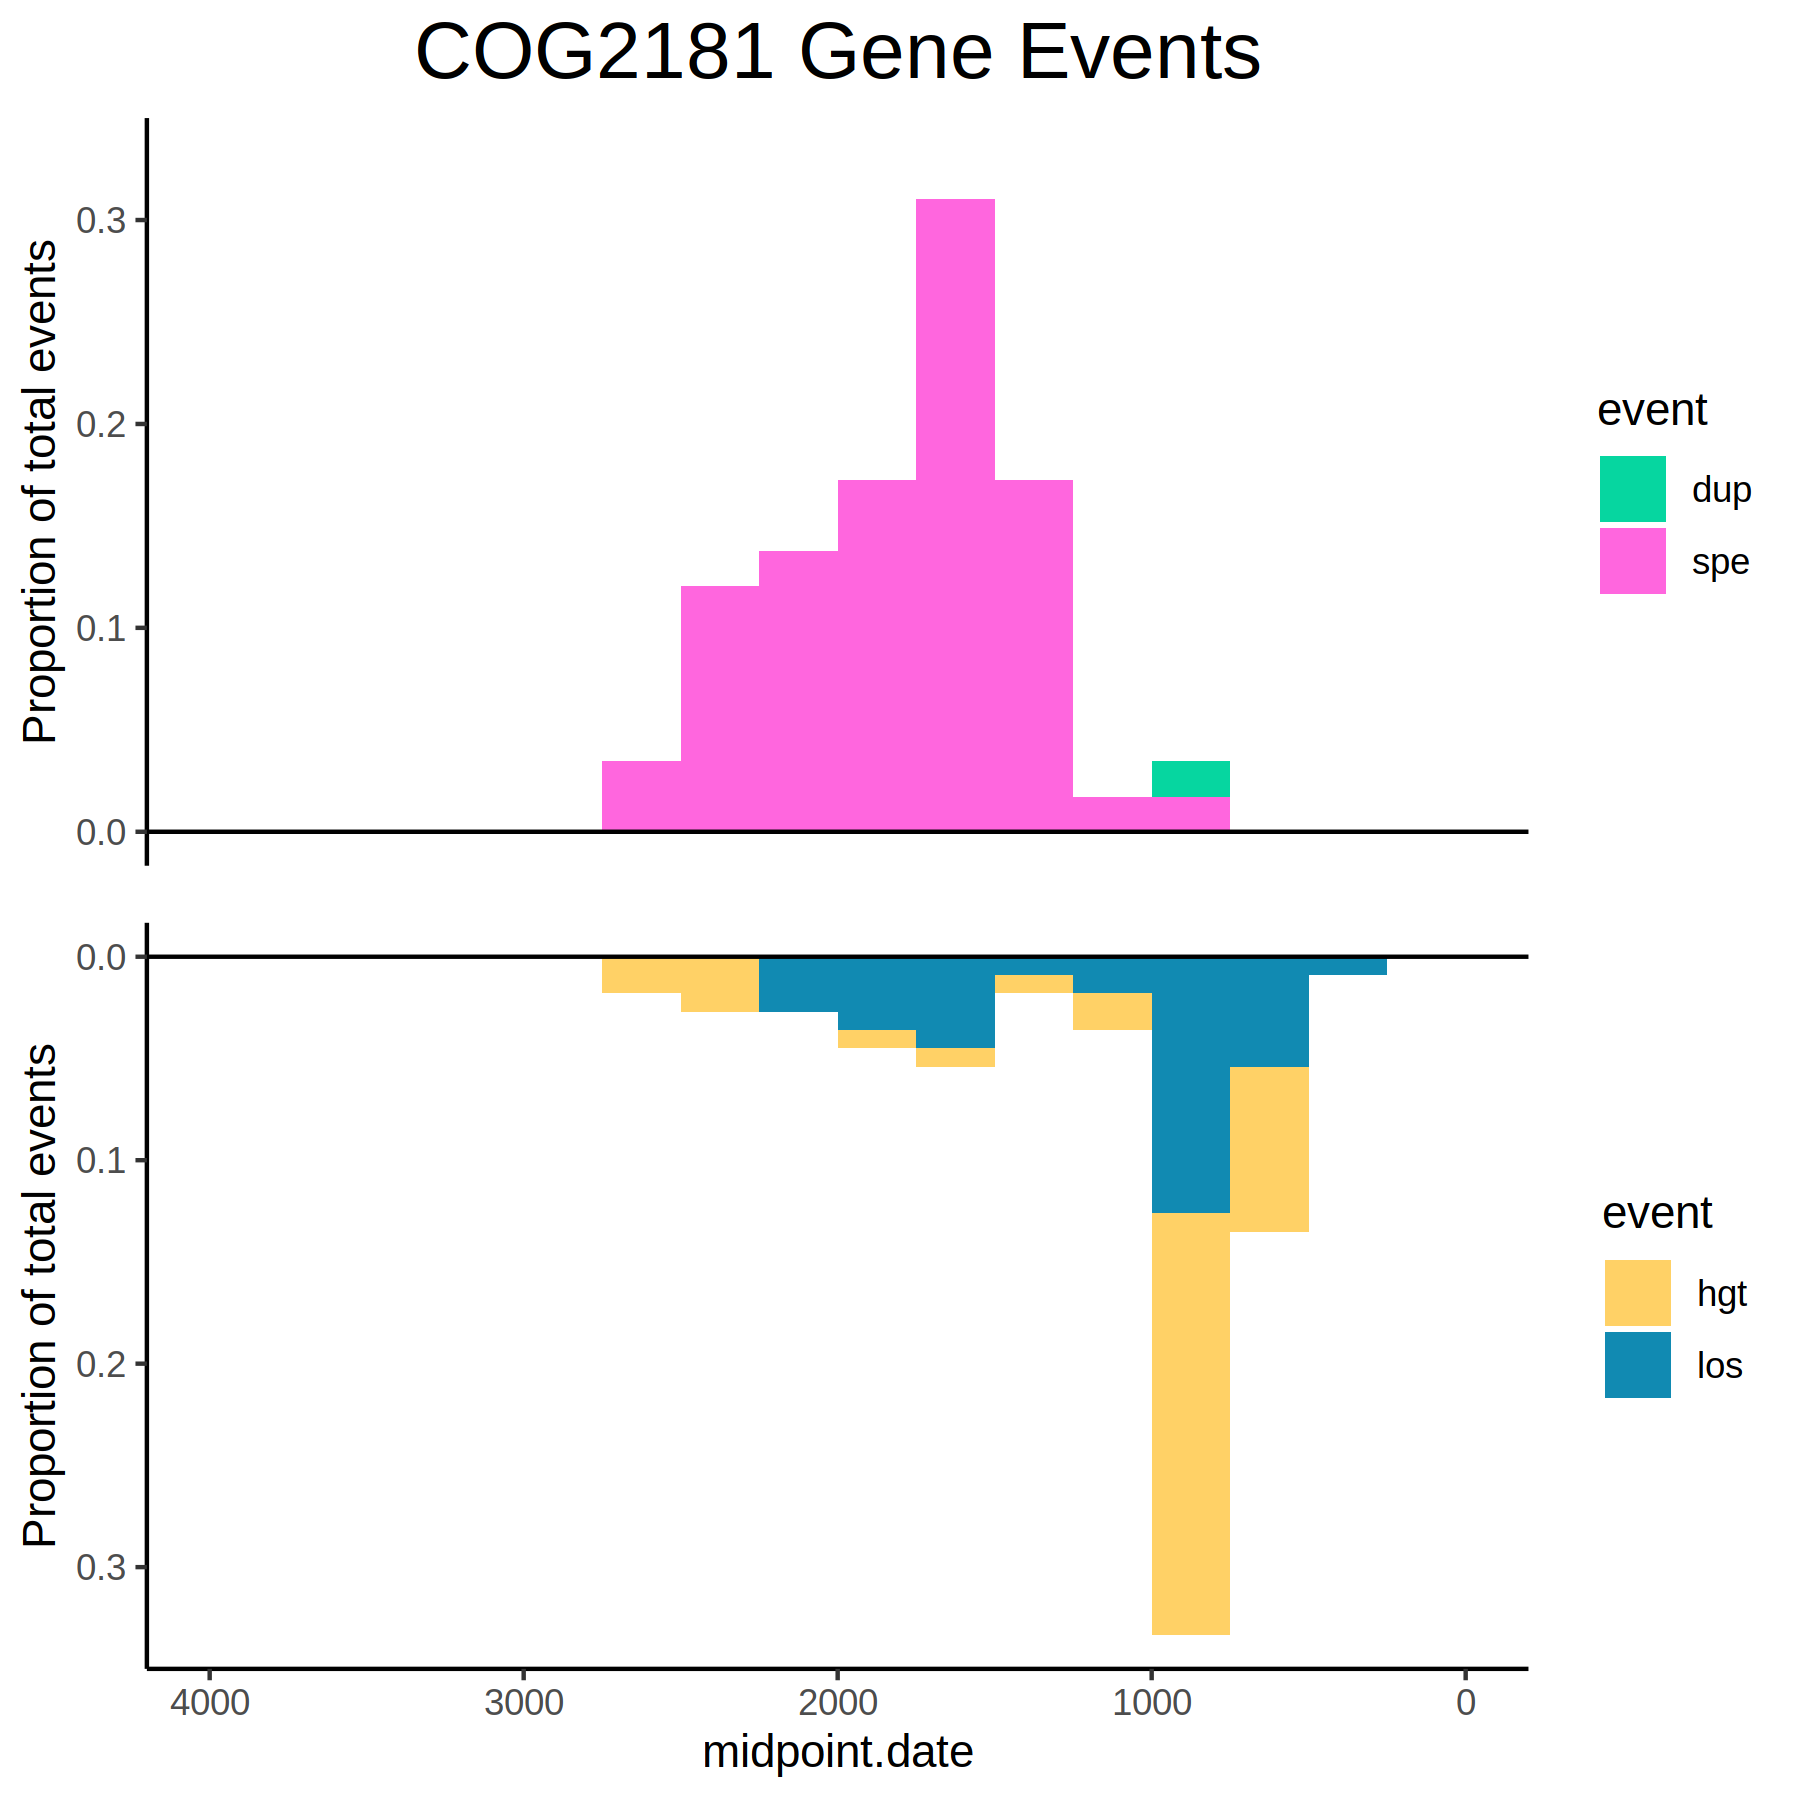 COG2181 Gene Events
Proportion of total events
0.3
0.2
0.1
0.0
event
dup
spe
Proportion of total events
0.0
0.1
0.2
0.3
event
hgt
los
4000 3000 2000 1000 0
midpoint.date